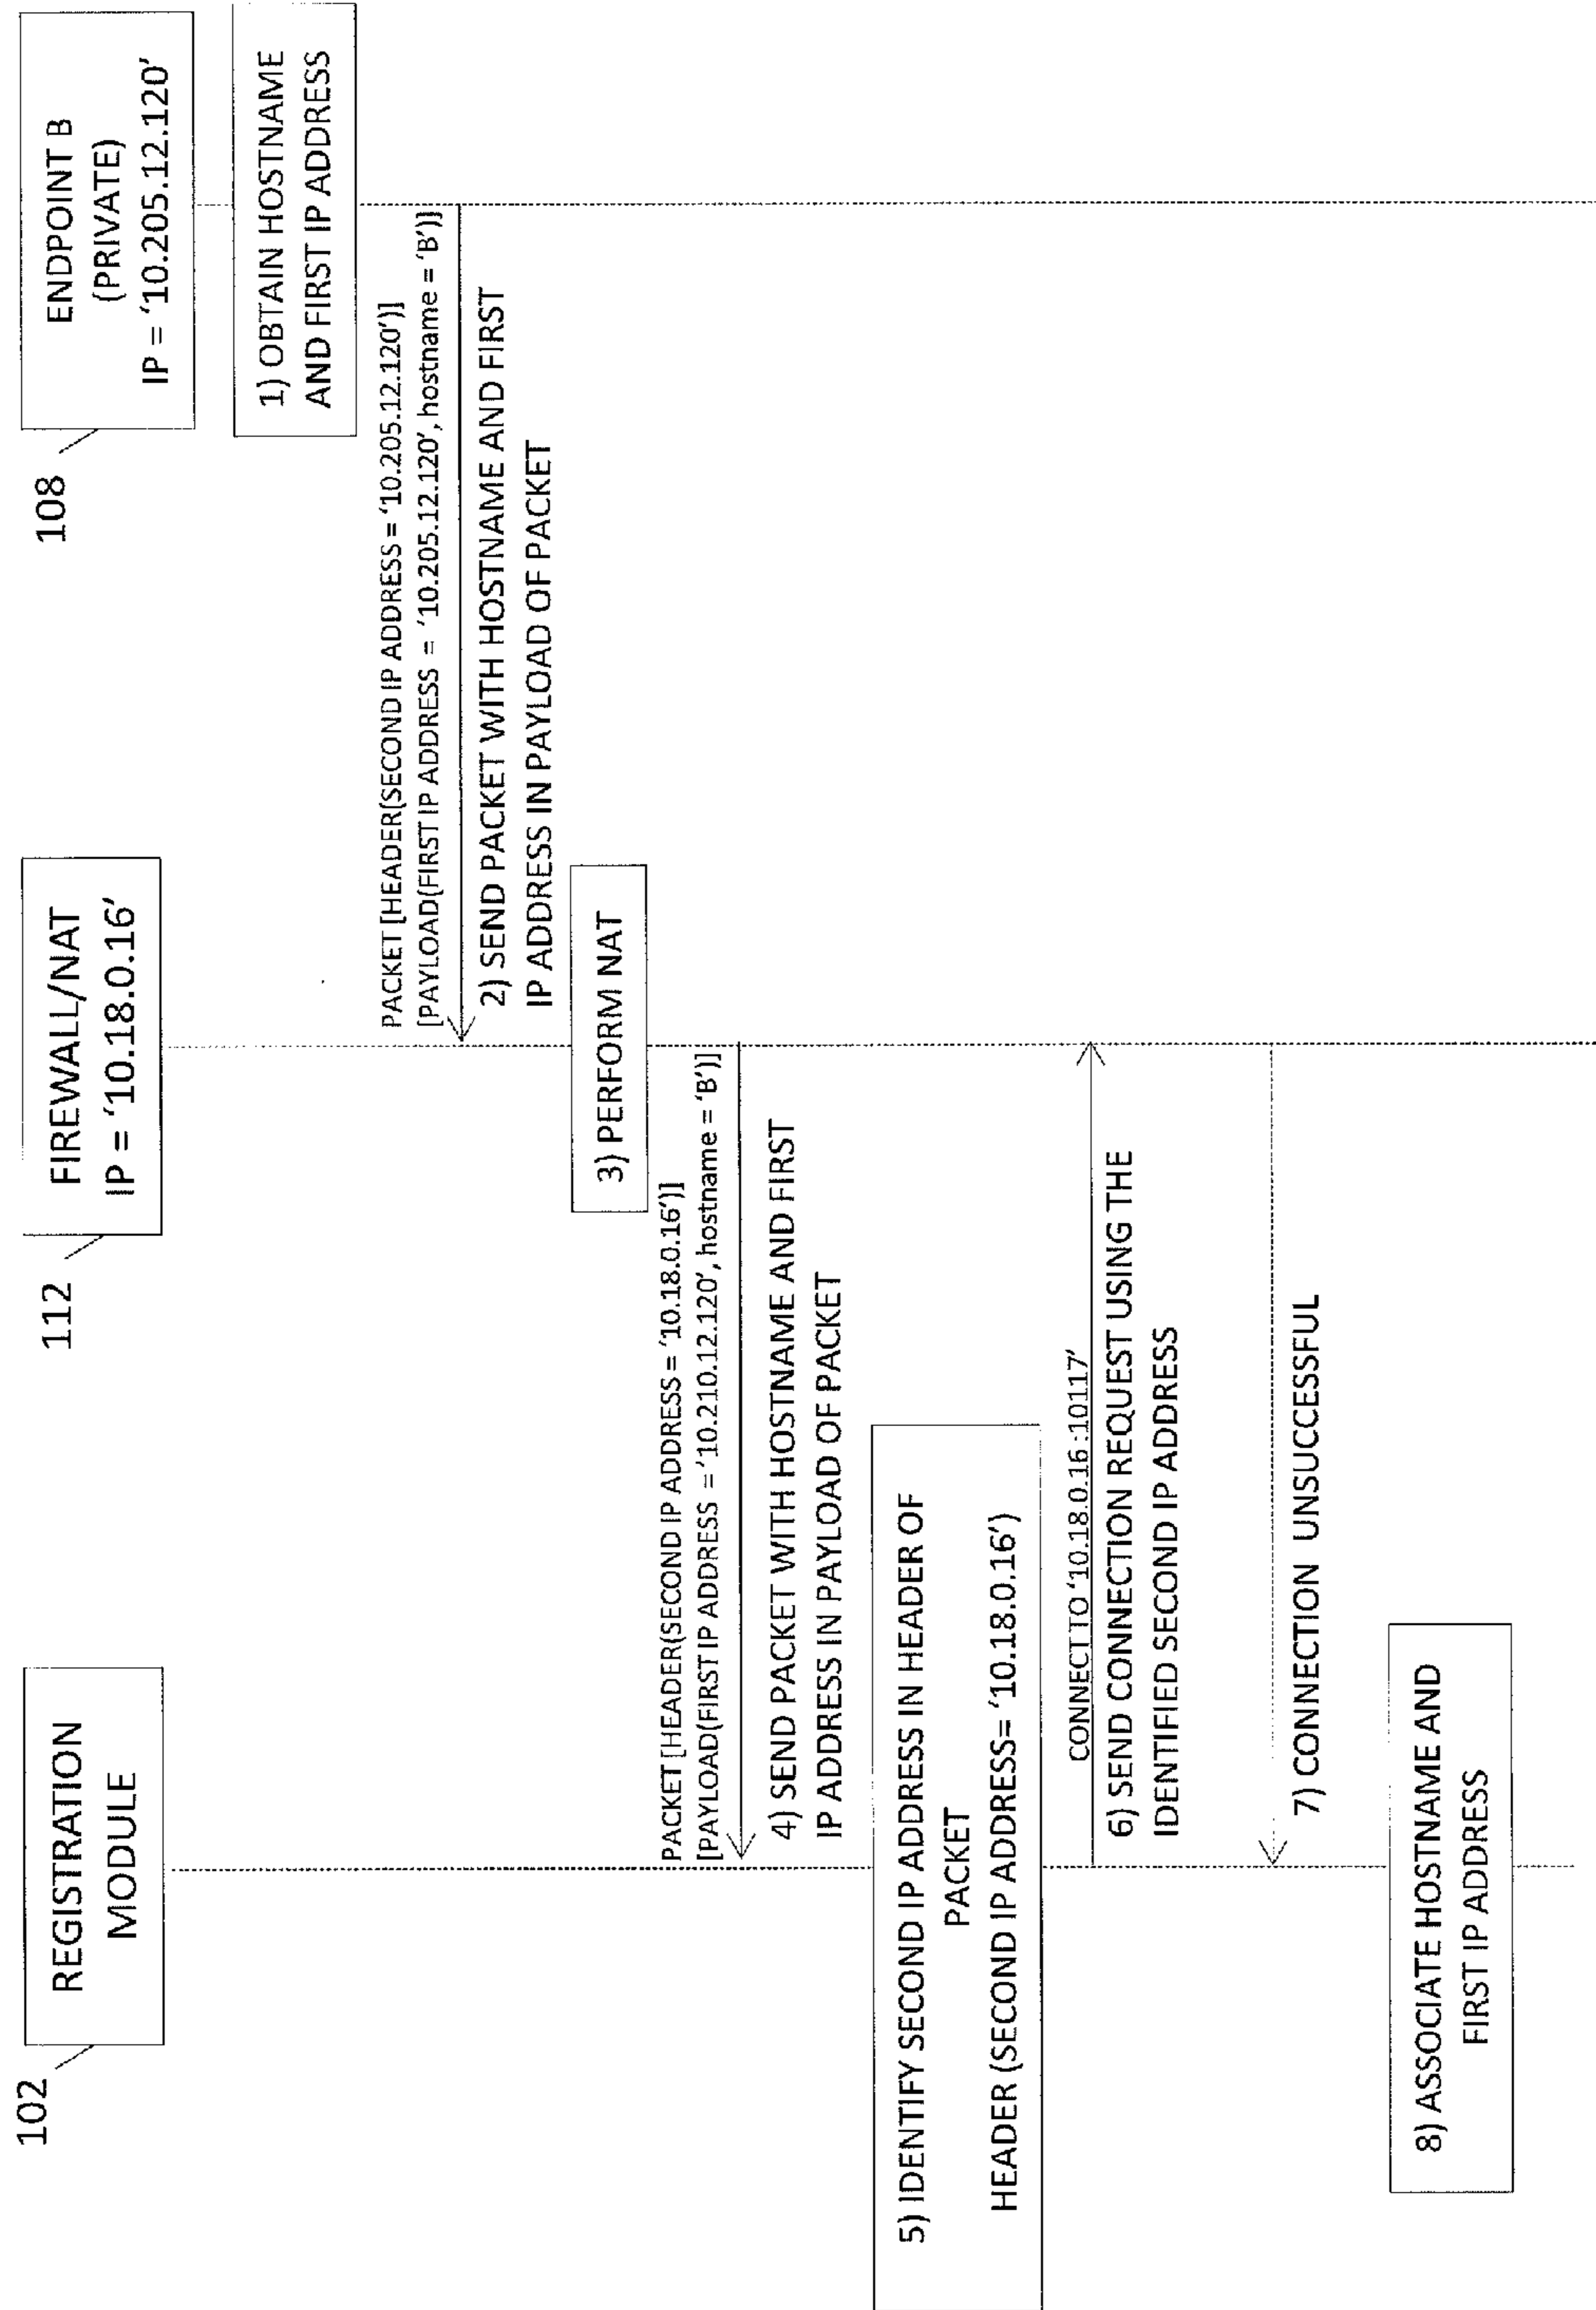 102
REGISTRATION
MODULE
112
FIREWALL/NAT
IP = ‘10.18.0.16’
108
ENDPOINT B
(PRIVATE)
IP = ‘10.205.12.120’
1) OBTAIN HOSTNAME
AND FIRST IP ADDRESS
PACKET [HEADER(SECOND IP ADDRESS = ‘10.205.12.120’)]
[PAYLOAD(FIRST IP ADDRESS = ‘10.205.12.120’, hostname = ‘B’)]
2) SEND PACKET WITH HOSTNAME AND FIRST
IP ADDRESS IN PAYLOAD OF PACKET
3) PERFORM NAT
PACKET [HEADER(SECOND IP ADDRESS = ‘10.18.0.16’)]
[PAYLOAD(FIRST IP ADDRESS =‘10.210.12.120’, hostname = ‘B’)]
4) SEND PACKET WITH HOSTNAME AND FIRST
IP ADDRESS IN PAYLOAD OF PACKET
5) IDENTIFY SECOND IP ADDRESS IN HEADER OF
PACKET
HEADER (SECOND IP ADDRESS= ‘10.18.0.16’)
CONNECT TO ‘10.18.0.16 :10117’
6) SEND CONNECTION REQUEST USING THE
IDENTIFIED SECOND IP ADDRESS
7) CONNECTION UNSUCCESSFUL
8) ASSOCIATE HOSTNAME AND
FIRST IP ADDRESS